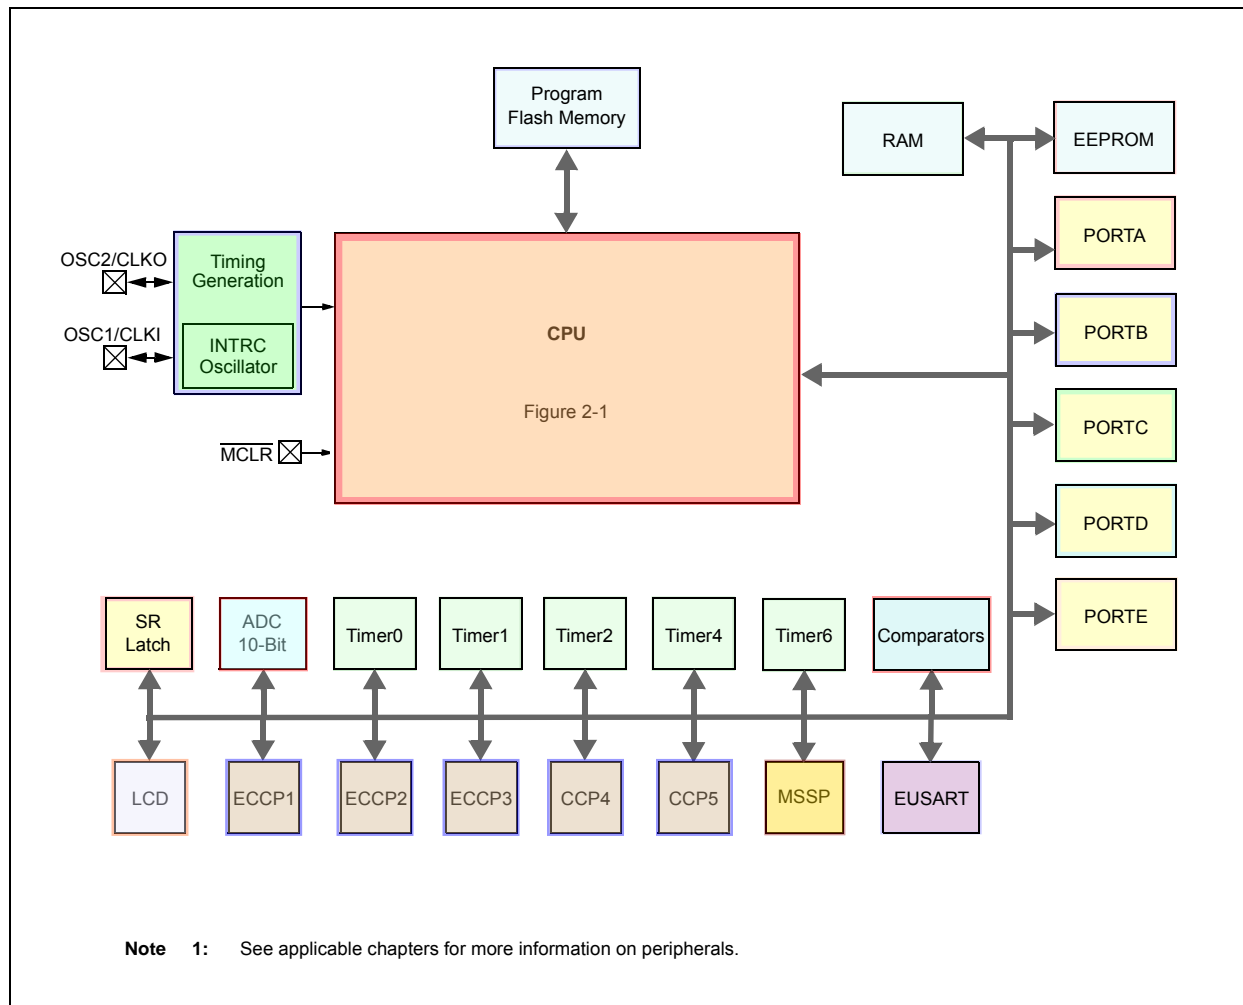 Program
Flash Memory
RAM
EEPROM
PORTA
OSC2/CLKO
Timing
Generation
OSC1/CLKI
INTRC
Oscillator
CPU
PORTB
Figure 2-1
PORTC
MCLR
PORTD
SR
Latch
ADC
10-Bit
Timer0
Timer1
Timer2
Timer4
Timer6
Comparators
PORTE
LCD
ECCP1
ECCP2
ECCP3
CCP4
CCP5
MSSP
EUSART
Note 1: See applicable chapters for more information on peripherals.